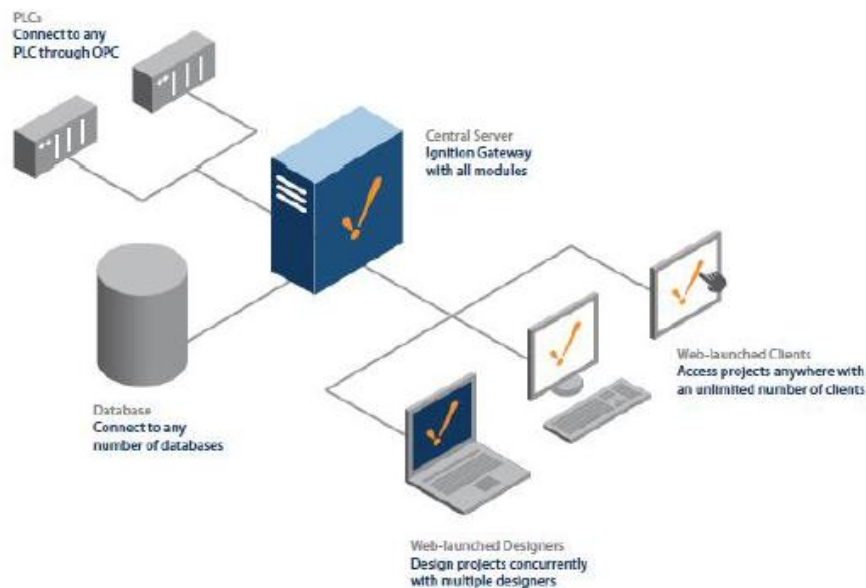 PLCs
Connect to any
PLC through OPC
Central Server
Ignition Gateway
with all modules
Web-launched Clients
Access projects anywhere with
an unlimited number of clients
Database
Connect to any
number of databases
Web-launched Designers
Design projects concurrently
with multiple designers